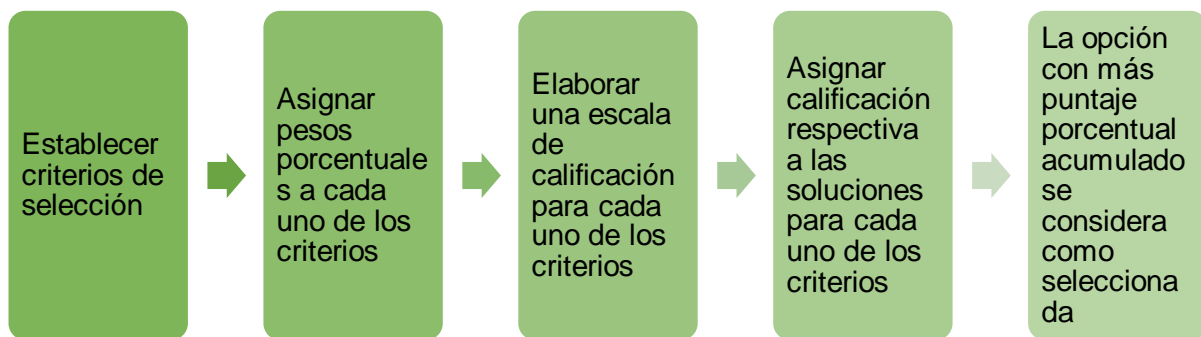 Establecer
criterios de
selección
Asignar
pesos
porcentuale
s a cada
uno de los
criterios
Elaborar
una escala
de
calificación
para cada
uno de los
criterios
Asignar
calificación
respectiva
a las
soluciones
para cada
uno de los
criterios
La opción
con más
puntaje
porcentual
acumulado
se
considera
como
selecciona
da